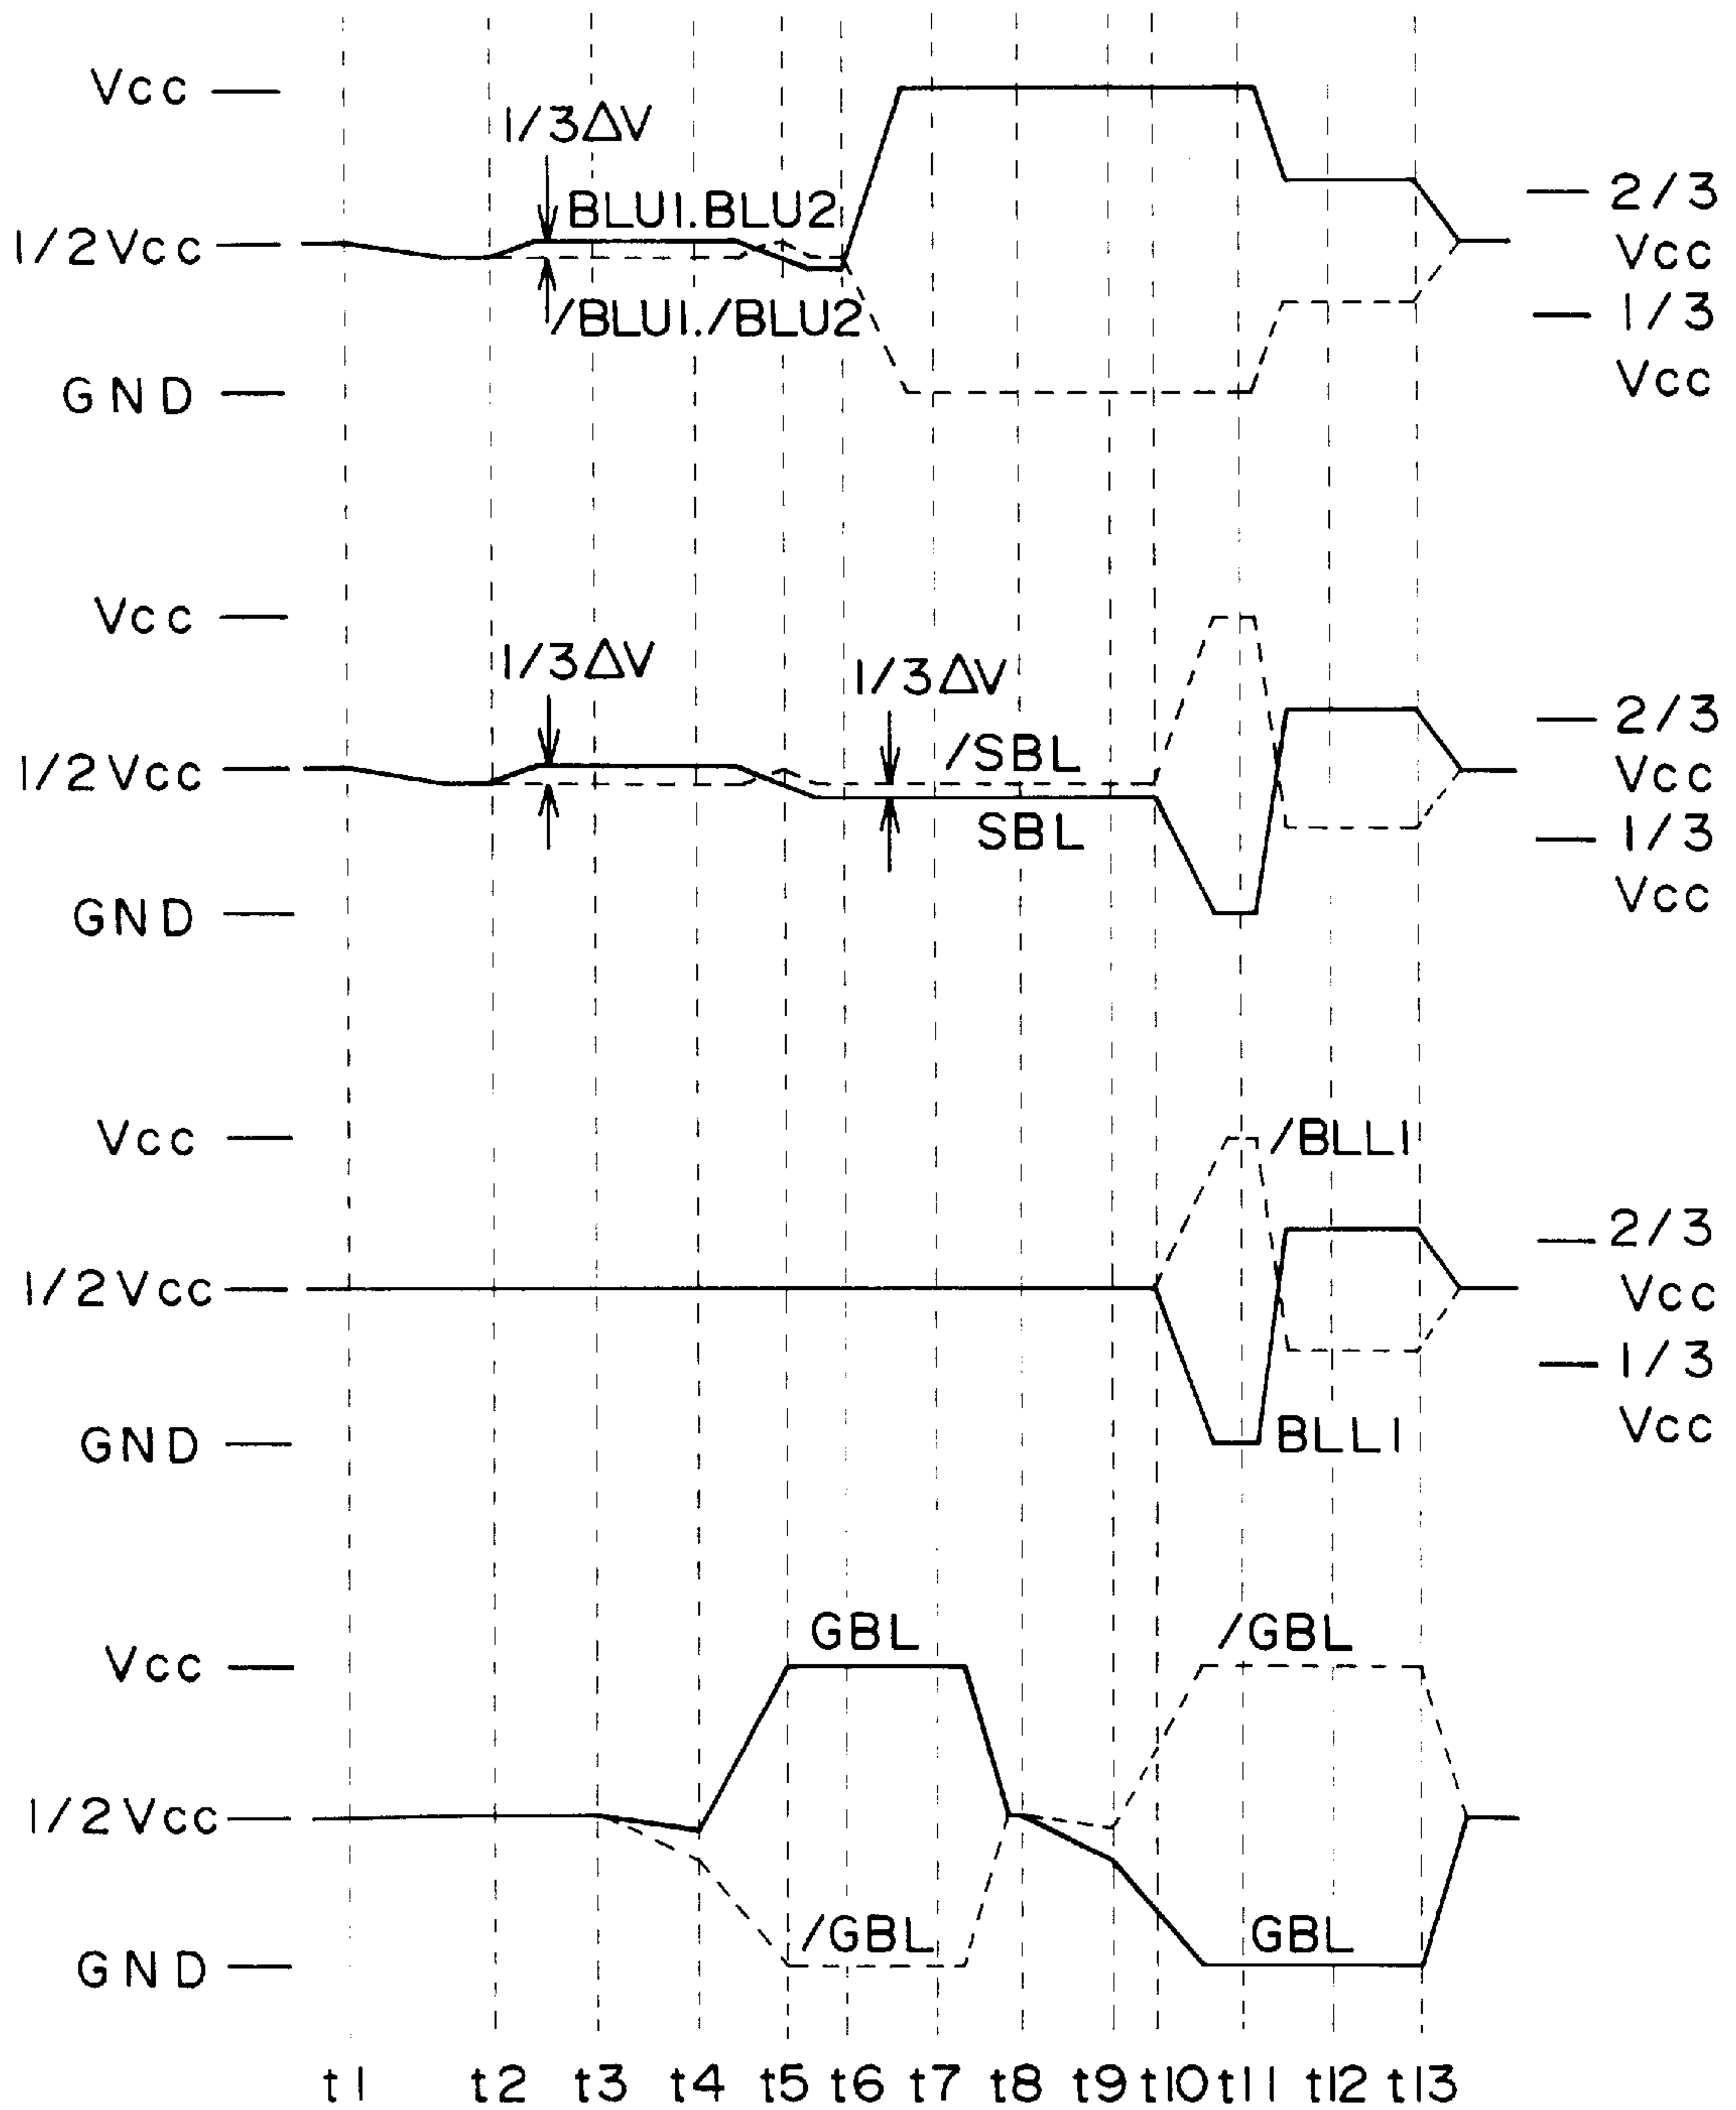 Vcc
1/3ΔV
BLU1.BLU2
2/3
1/2Vcc
Vcc
/BLU1./BLU2
1/3
GND
Vcc
Vcc
1/3ΔV
1/3ΔV
2/3
/SBL
1/2Vcc
Vcc
SBL
1/3
GND
Vcc
Vcc
/BLL1
2/3
1/2Vcc
Vcc
1/3
GND
BLL1
Vcc
GBL
/GBL
Vcc
1/2Vcc
/GBL
GBL
GND
t1 t2 t3 t4 t5 t6 t7 t8 t9 t10 t11 t12 t13